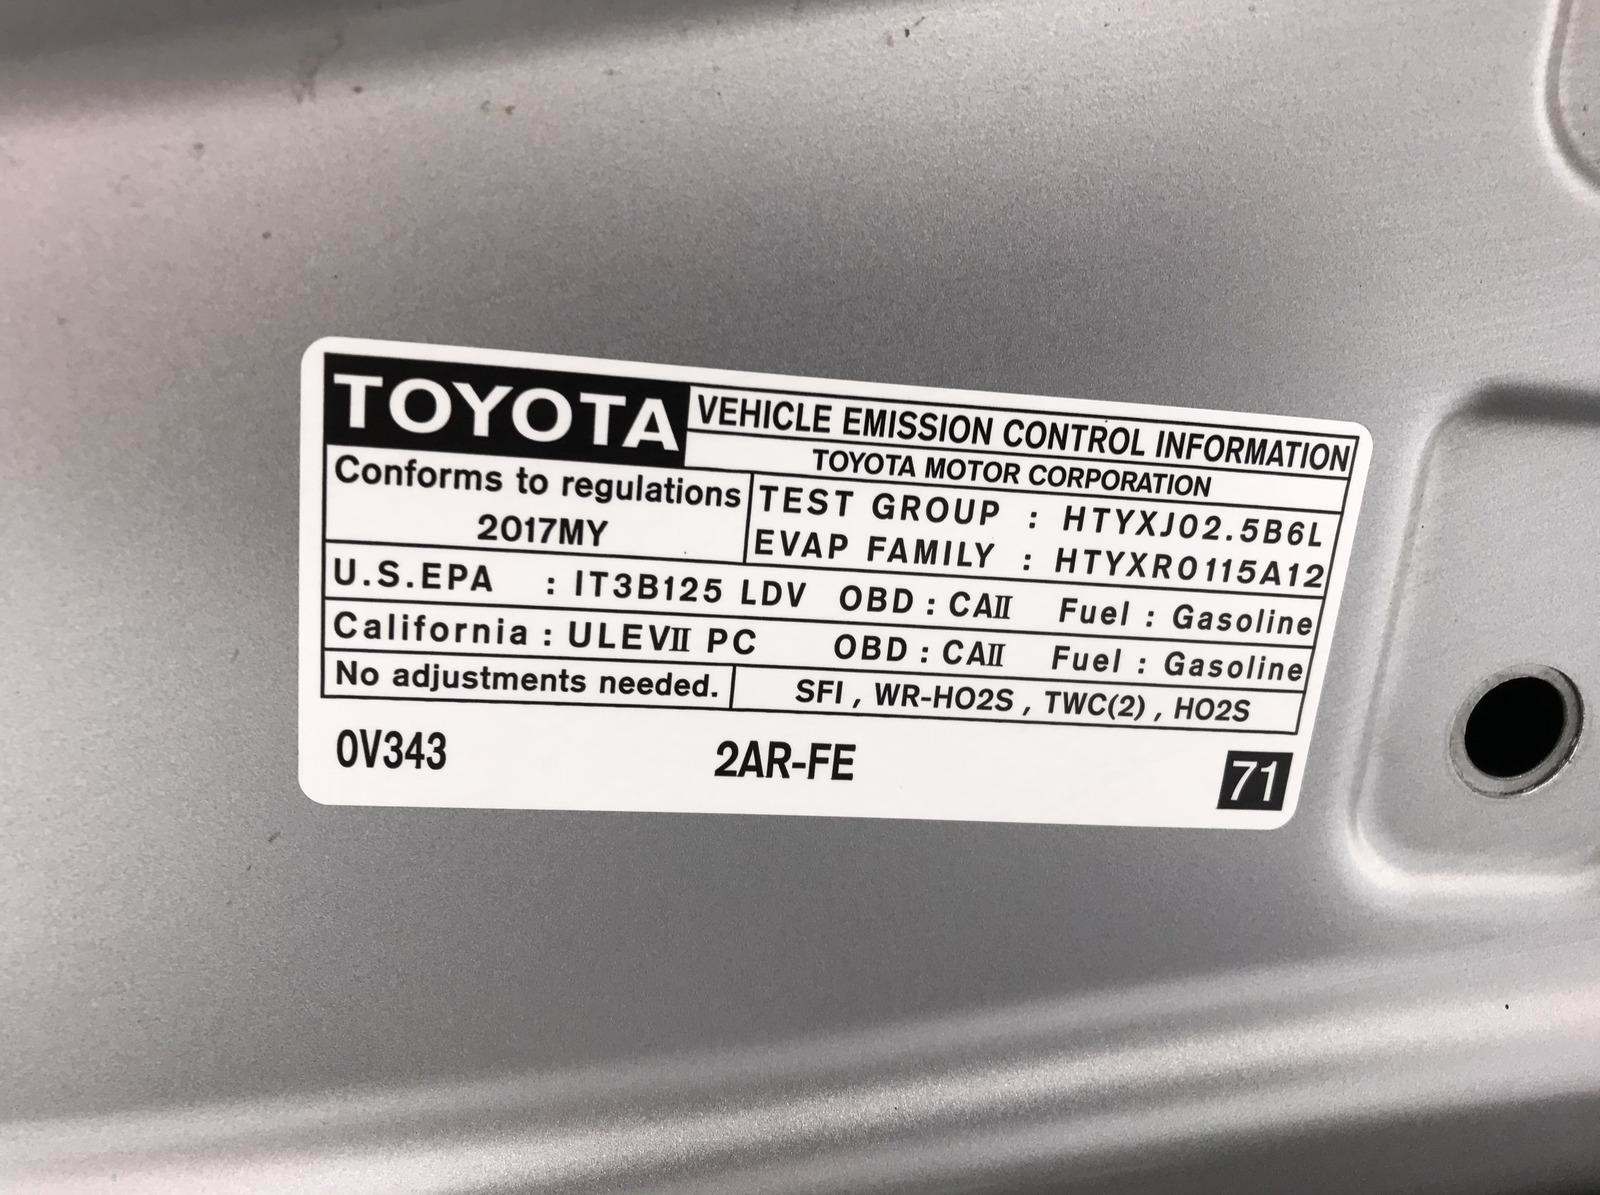 TOYOTA VEHICLE EMISSION CONTROL INFORMATION
TOYOTA MOTOR CORPORATION
Conforms to regulations
2017MY
TEST GROUP : HTYXJ02.5B6L
EVAP FAMILY : HTYXR0115A12
U.S.EPA : IT3B125 LDV OBD : CAⅡ Fuel : Gasoline
California : ULEVⅡ PC OBD : CAⅡ Fuel : Gasoline
No adjustments needed. SFI , WR-HO2S , TWC(2) , HO2S
0V343 2AR-FE 71